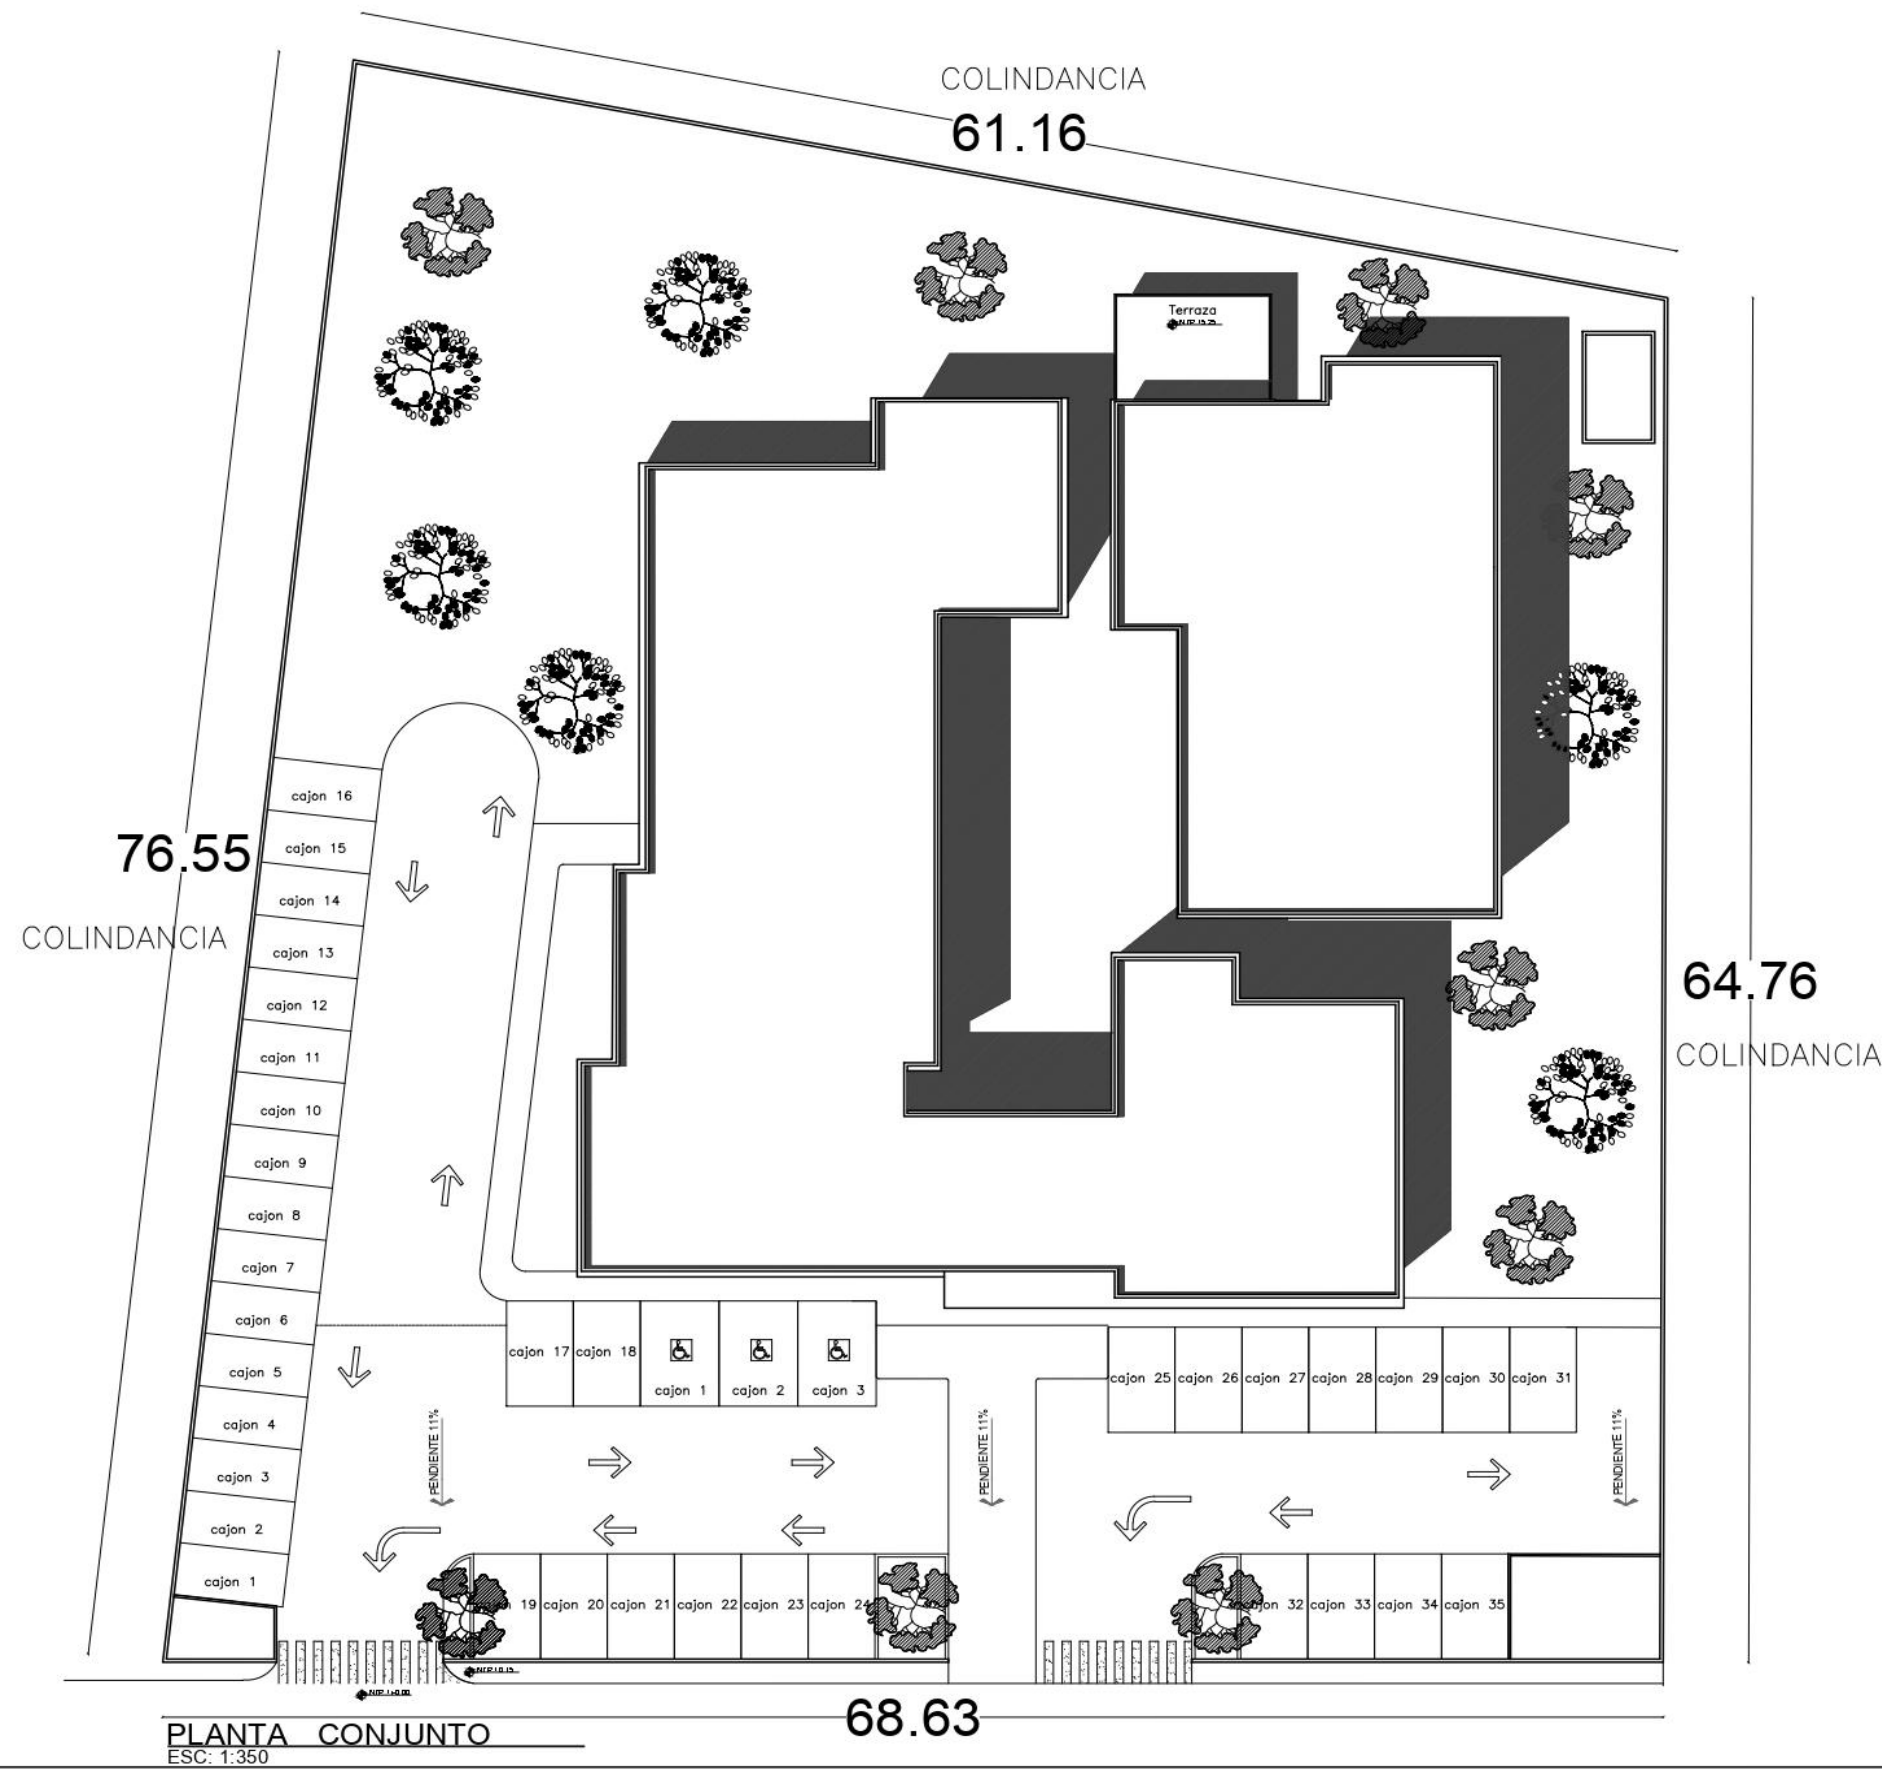 COLINDANCIA
61.16
Terraza
76.55
COLINDANCIA
64.76
COLINDANCIA
cajon 16
cajon 15
cajon 14
cajon 13
cajon 12
cajon 11
cajon 10
cajon 9
cajon 8
cajon 7
cajon 6
cajon 5
cajon 4
cajon 3
cajon 2
cajon 1
cajon 17
cajon 18
cajon 1
cajon 2
cajon 3
cajon 25
cajon 26
cajon 27
cajon 28
cajon 29
cajon 30
cajon 31
PENDIENTE 11%
PENDIENTE 11%
PENDIENTE 11%
19
cajon 20
cajon 21
cajon 22
cajon 23
cajon 24
32
cajon 33
cajon 34
cajon 35
68.63
PLANTA CONJUNTO
ESC: 1:350